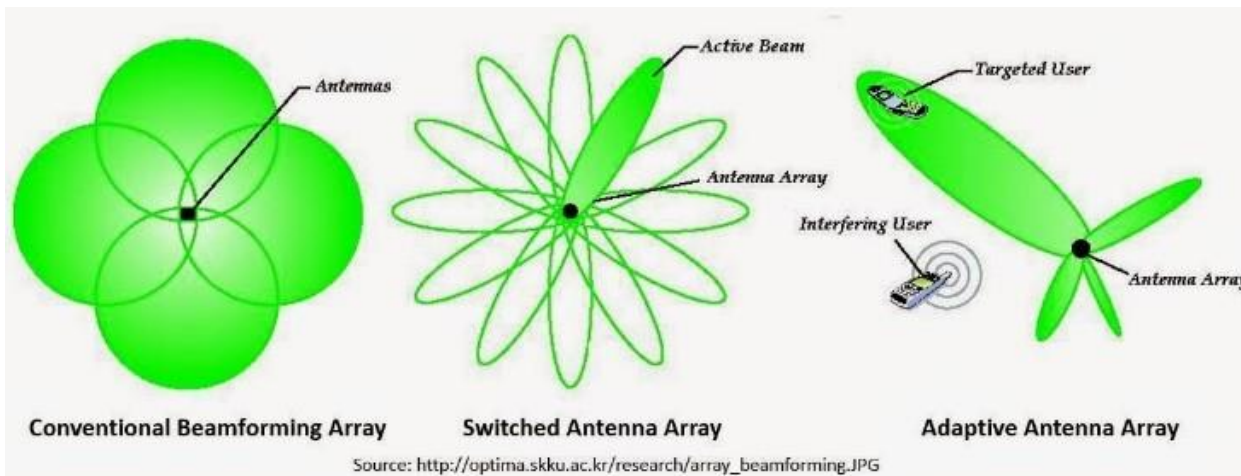 Antennas
Active Beam
Antenna Array
Targeted User
Interfering User
Antenna Array
Conventional Beamforming Array
Switched Antenna Array
Adaptive Antenna Array
Source: http://optima.skku.ac.kr/research/array_beamforming.JPG